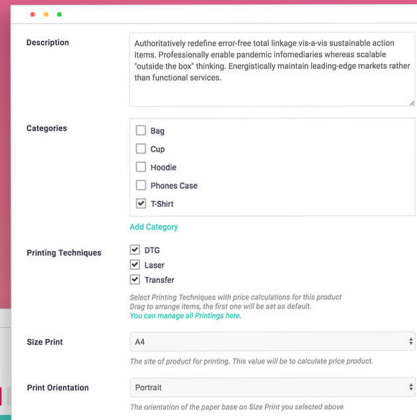 Description
Authoritatively redefine error-free total linkage vis-a-vis sustainable action
items. Professionally enable pandemic infomediaries whereas scalable
"outside the box" thinking. Energistically maintain leading-edge markets rather
than functional services.
Categories
Bag
Cup
Hoodie
Phones Case
T-Shirt
Add Category
Printing Techniques
DTG
Laser
Transfer
Select Printing Techniques with price calculations for this product
Drag to arrange items, the first one will be set as default.
You can manage all Printings here.
Size Print
A4
The site of product for printing. This value will be to calculate price product.
Print Orientation
Portrait
The orientation of the paper base on Size Print you selected above